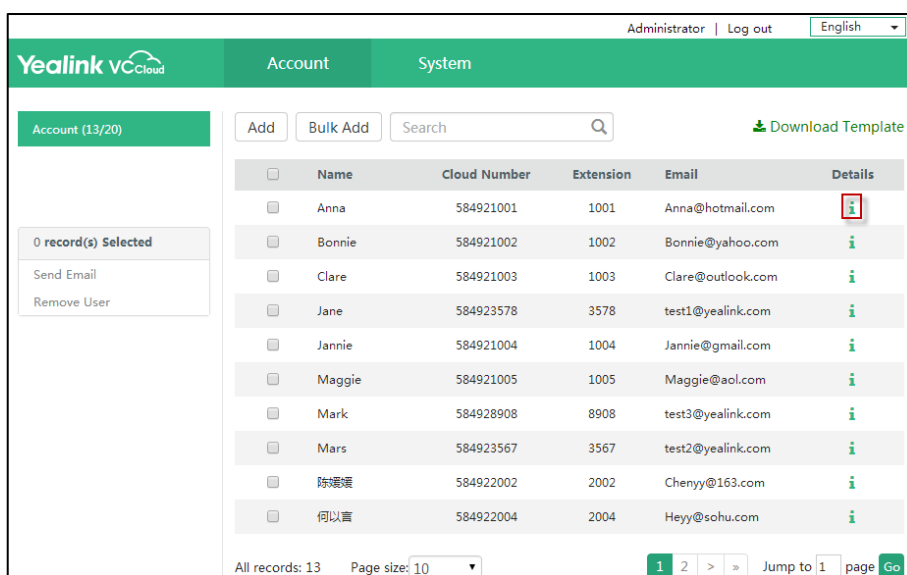 Administrator | Log out English
Yealink VCCloud Account System
Account (13/20)
Add Bulk Add Search Download Template
Name Cloud Number Extension Email Details
Anna 584921001 1001 Anna@hotmail.com
0 record(s) Selected
Bonnie 584921002 1002 Bonnie@yahoo.com
Send Email
Clare 584921003 1003 Clare@outlook.com
Remove User
Jane 584923578 3578 test1@yealink.com
Jannie 584921004 1004 Jannie@gmail.com
Maggie 584921005 1005 Maggie@aol.com
Mark 584928908 8908 test3@yealink.com
Mars 584923567 3567 test2@yealink.com
陈媛媛 584922002 2002 Chenyy@163.com
何以言 584922004 2004 Heyy@sohu.com
All records: 13 Page size: 10 1 2 > » Jump to 1 page Go